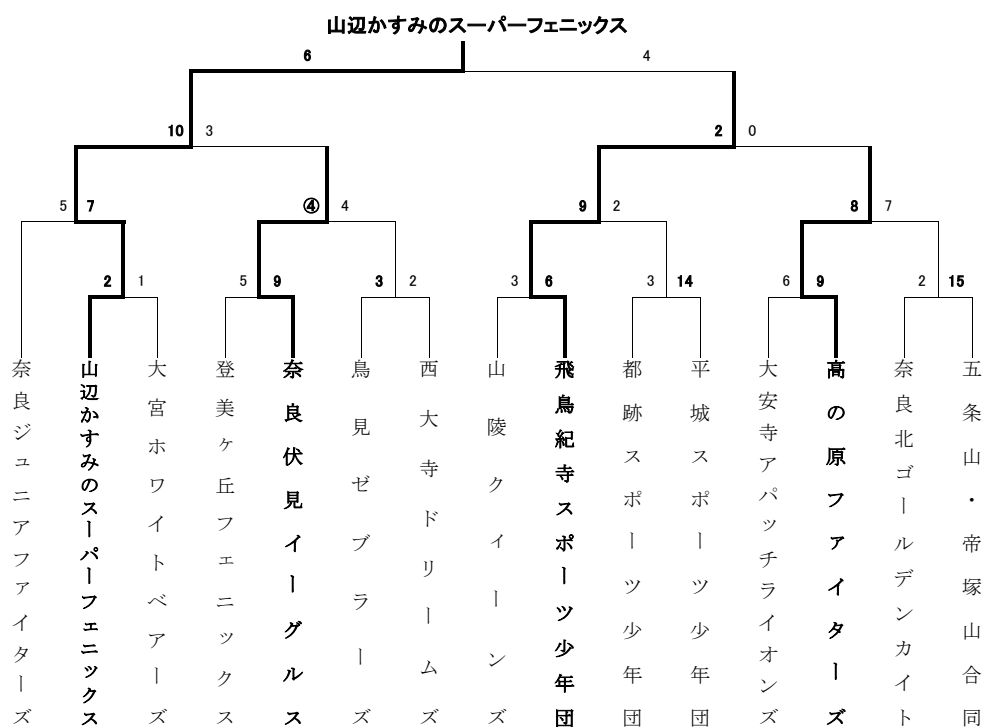 山辺かすみのスーパーフェニックス
6 4
10 3 2 0
5 7 ④ 4 9 2 8 7
2 1 5 9 3 2 3 6 3 14 6 9 2 15
奈良ジュニアファイターズ
山辺かすみのスーパーフェニックス
大宮ホワイトベアーズ
登美ヶ丘フェニックス
奈良伏見イーグルス
鳥見ゼブラーズ
西大寺ドリームズ
山陵クィーンズ
飛鳥紀寺スポーツ少年団
都跡スポーツ少年団
平城スポーツ少年団
大安寺アパッチライオンズ
高の原ファイターズ
奈良北ゴールデンカイト
五条山・帝塚山合同